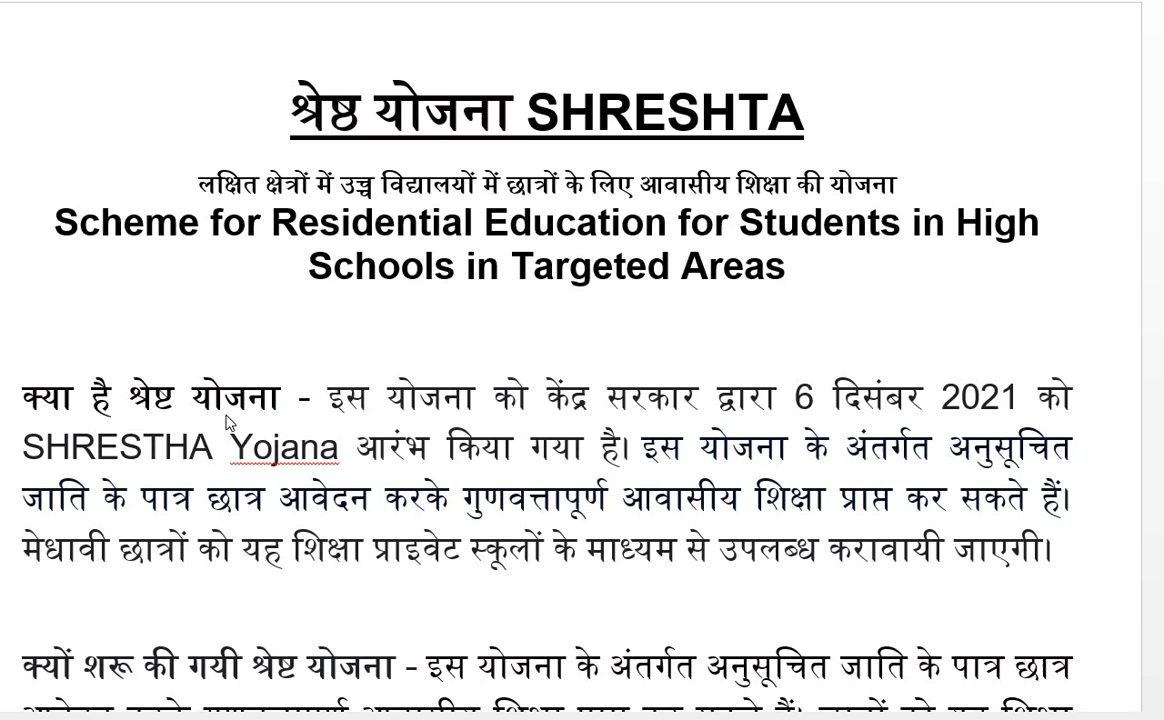 श्रेष्ठ योजना SHRESHTA
लक्षित क्षेत्रों में उच्च विद्यालयों में छात्रों के लिए आवासीय शिक्षा की योजना
Scheme for Residential Education for Students in High
Schools in Targeted Areas
क्या है श्रेष्ट योजना - इस योजना को केंद्र सरकार द्वारा 6 दिसंबर 2021 को
SHRESTHA Yojana आरंभ किया गया है। इस योजना के अंतर्गत अनुसूचित
जाति के पात्र छात्र आवेदन करके गुणवत्तापूर्ण आवासीय शिक्षा प्राप्त कर सकते हैं।
मेधावी छात्रों को यह शिक्षा प्राइवेट स्कूलों के माध्यम से उपलब्ध करावायी जाएगी।
क्यों शरू की गयी श्रेष्ट योजना - इस योजना के अंतर्गत अनुसूचित जाति के पात्र छात्र